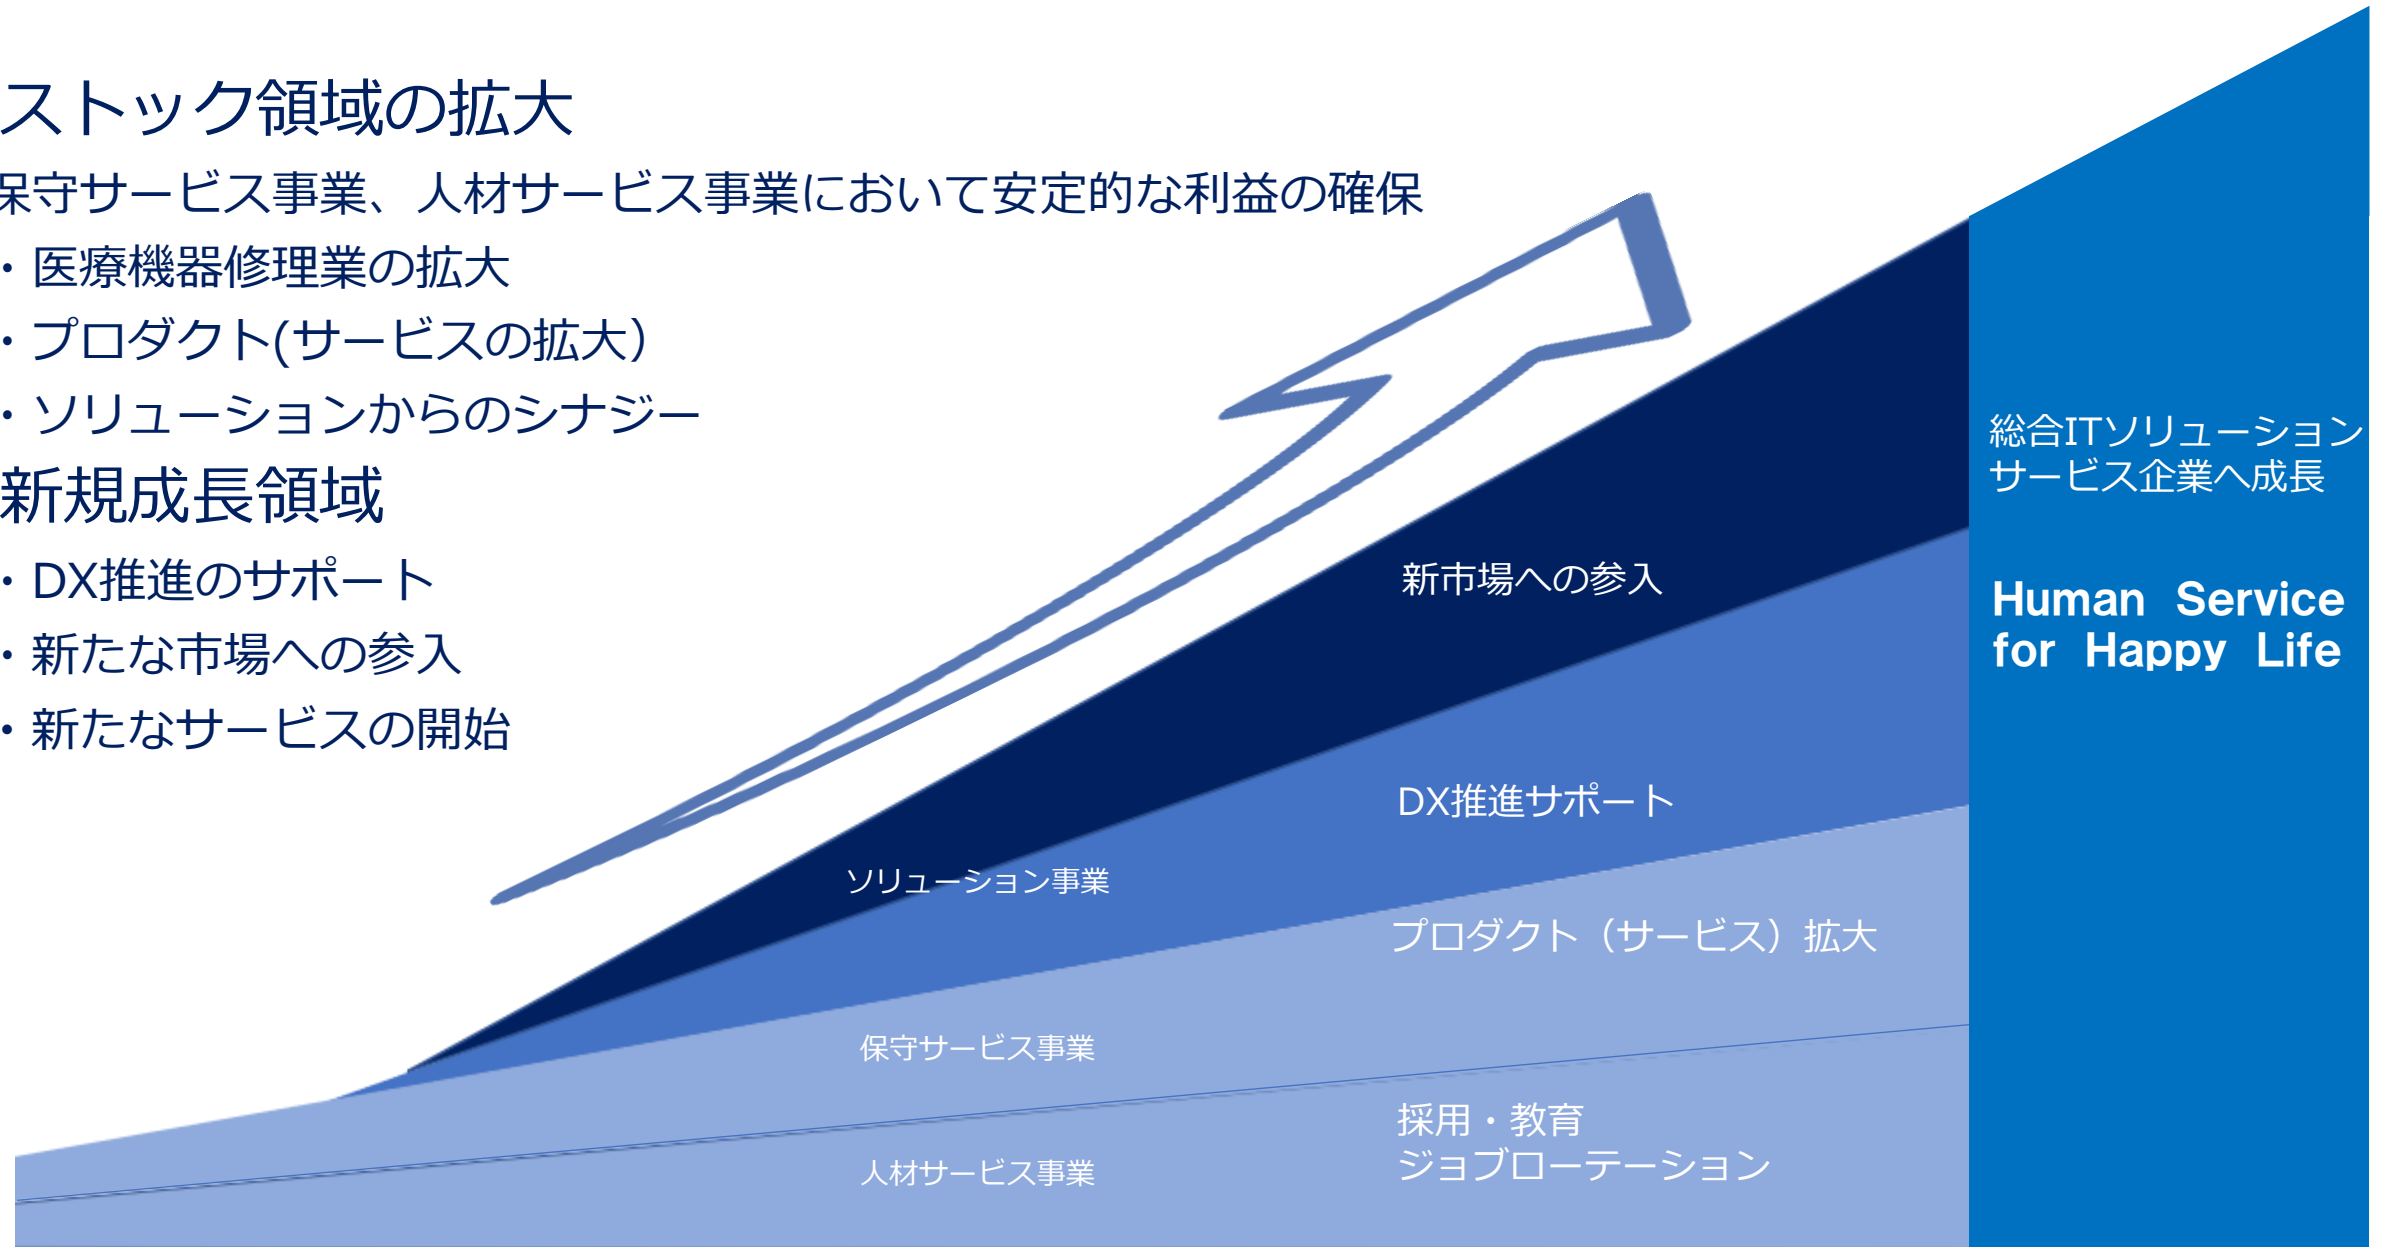 ストック領域の拡大
保守サービス事業、人材サービス事業において安定的な利益の確保
・医療機器修理業の拡大
・プロダクト(サービスの拡大）
・ソリューションからのシナジー
新規成長領域
・DX推進のサポート
・新たな市場への参入
・新たなサービスの開始
新市場への参入
DX推進サポート
ソリューション事業
プロダクト（サービス）拡大
保守サービス事業
採用・教育
ジョブローテーション
人材サービス事業
総合ITソリューション
サービス企業へ成長
Human Service
for Happy Life